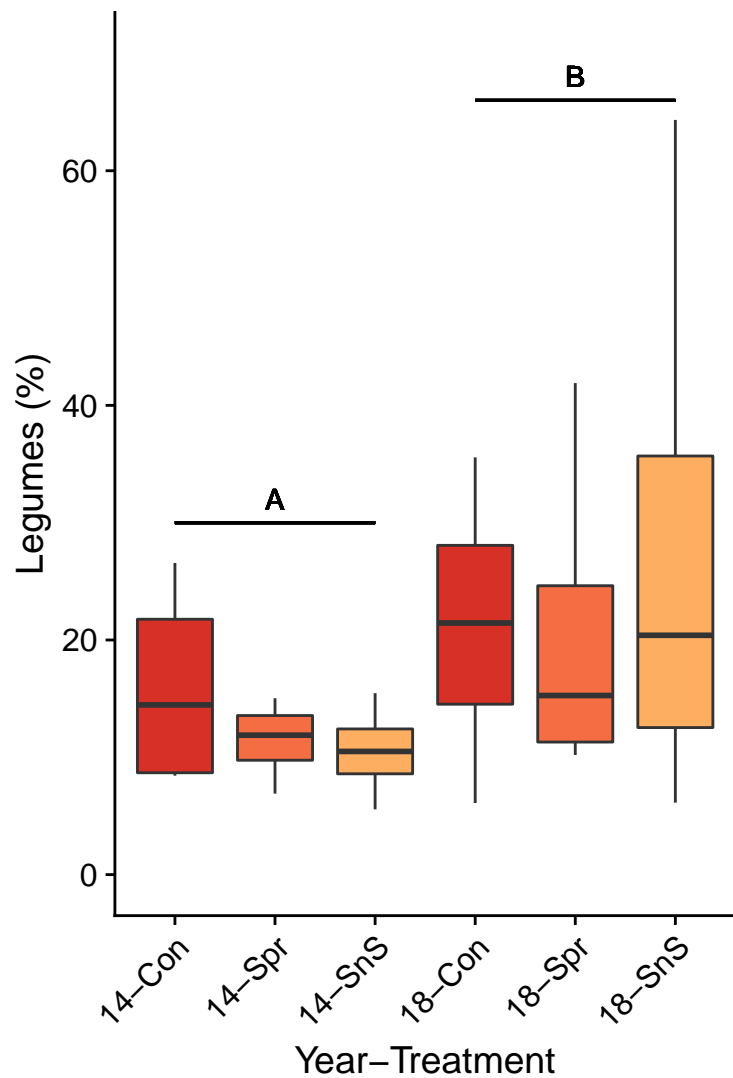 B
60
40
A
20
0
Legumes (%)
14−Con
14−Spr
14−SnS
18−Con
18−Spr
18−SnS
Year−Treatment